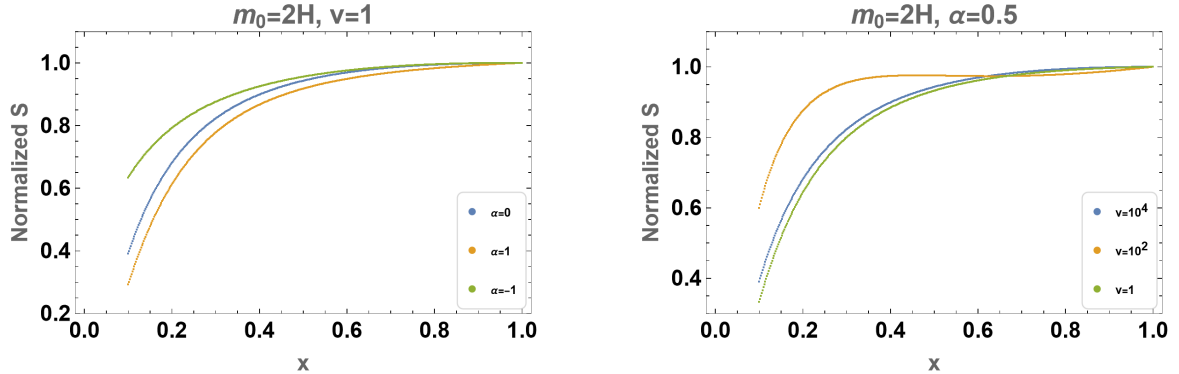 m₀=2H, v=1
Normalized S
1.0
0.8
0.6
0.4
0.2
0.0 0.2 0.4 0.6 0.8 1.0
x
α=0
α=1
α=-1
m₀=2H, α=0.5
Normalized S
1.0
0.8
0.6
0.4
0.0 0.2 0.4 0.6 0.8 1.0
x
v=10⁴
v=10²
v=1